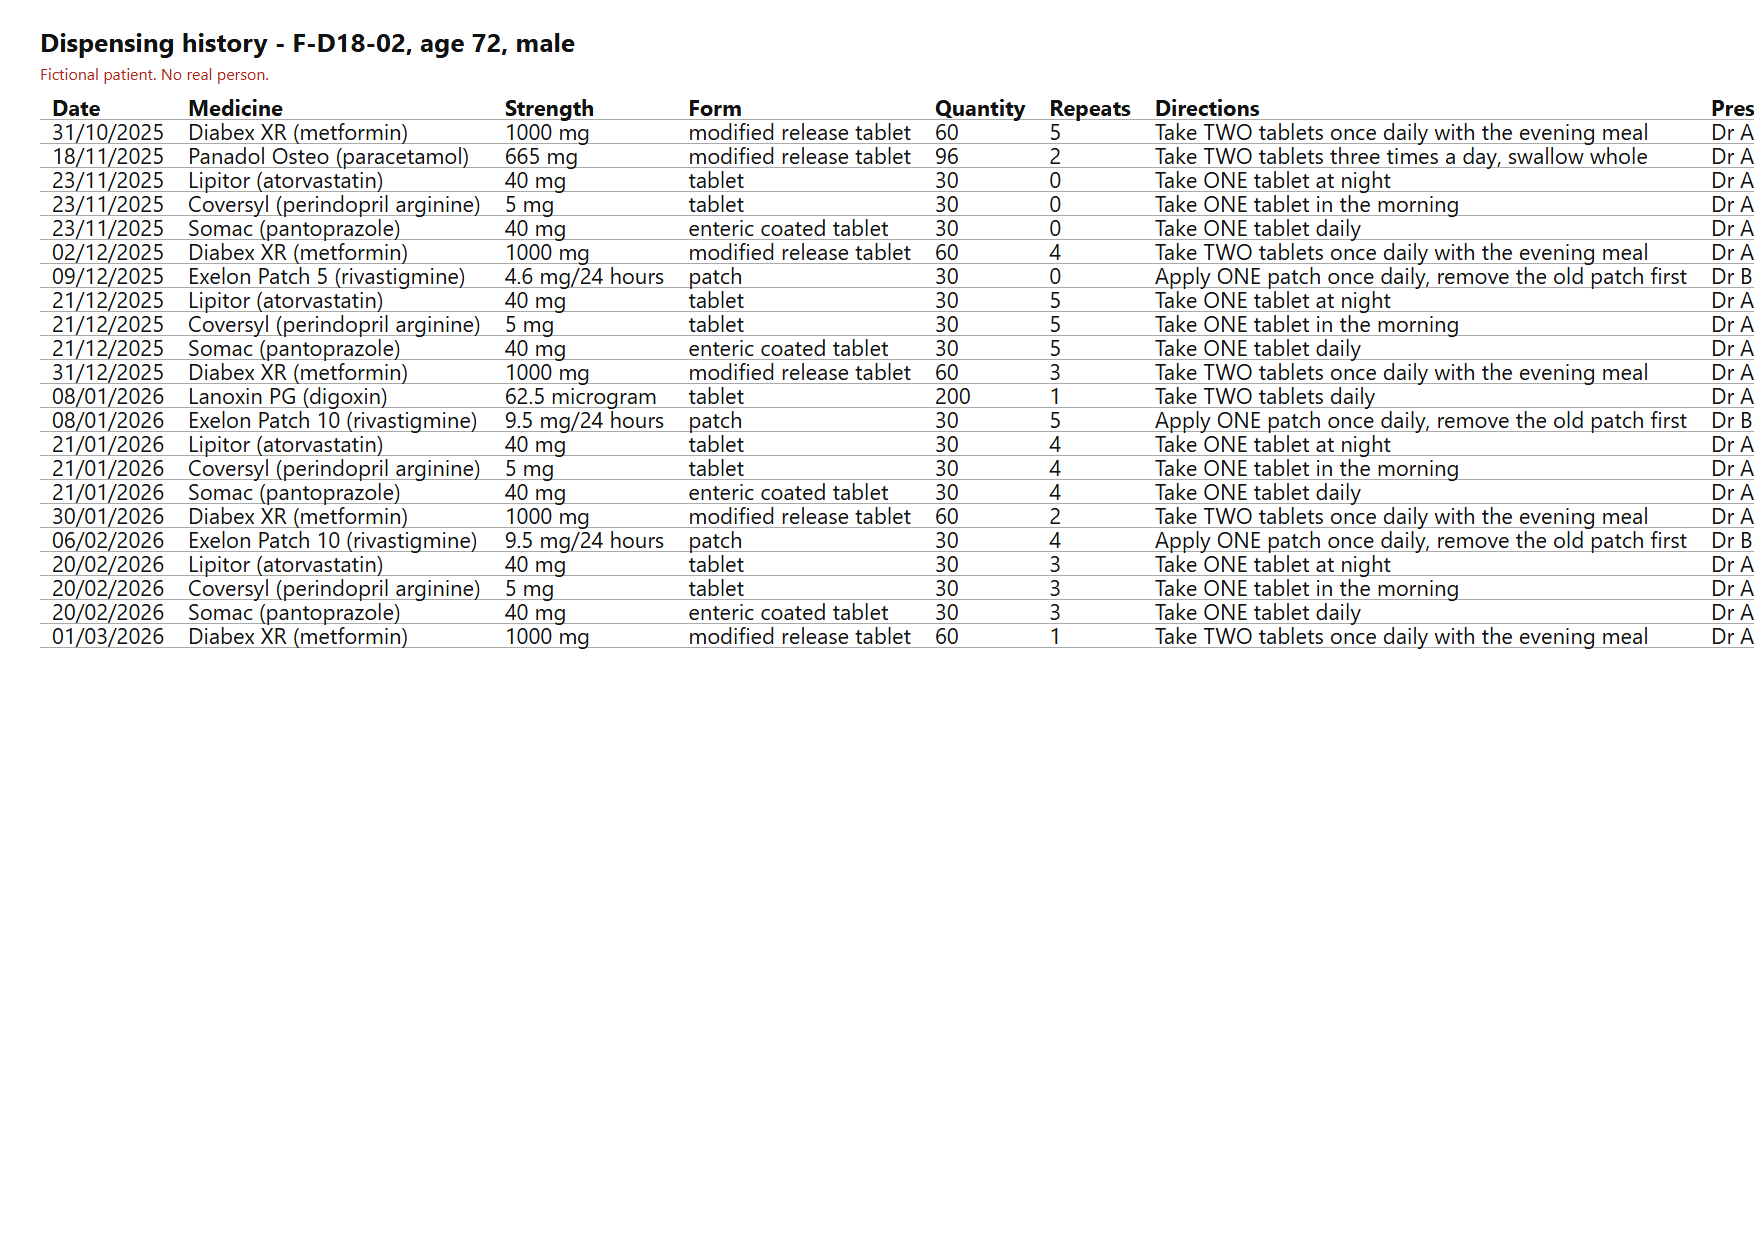 Dispensing history - F-D18-02, age 72, male
Fictional patient. No real person.
Date Medicine Strength Form Quantity Repeats Directions Pres
31/10/2025 Diabex XR (metformin) 1000 mg modified release tablet 60 5 Take TWO tablets once daily with the evening meal Dr A
18/11/2025 Panadol Osteo (paracetamol) 665 mg modified release tablet 96 2 Take TWO tablets three times a day, swallow whole Dr A
23/11/2025 Lipitor (atorvastatin) 40 mg tablet 30 0 Take ONE tablet at night Dr A
23/11/2025 Coversyl (perindopril arginine) 5 mg tablet 30 0 Take ONE tablet in the morning Dr A
23/11/2025 Somac (pantoprazole) 40 mg enteric coated tablet 30 0 Take ONE tablet daily Dr A
02/12/2025 Diabex XR (metformin) 1000 mg modified release tablet 60 4 Take TWO tablets once daily with the evening meal Dr A
09/12/2025 Exelon Patch 5 (rivastigmine) 4.6 mg/24 hours patch 30 0 Apply ONE patch once daily, remove the old patch first Dr B
21/12/2025 Lipitor (atorvastatin) 40 mg tablet 30 5 Take ONE tablet at night Dr A
21/12/2025 Coversyl (perindopril arginine) 5 mg tablet 30 5 Take ONE tablet in the morning Dr A
21/12/2025 Somac (pantoprazole) 40 mg enteric coated tablet 30 5 Take ONE tablet daily Dr A
31/12/2025 Diabex XR (metformin) 1000 mg modified release tablet 60 3 Take TWO tablets once daily with the evening meal Dr A
08/01/2026 Lanoxin PG (digoxin) 62.5 microgram tablet 200 1 Take TWO tablets daily Dr A
08/01/2026 Exelon Patch 10 (rivastigmine) 9.5 mg/24 hours patch 30 5 Apply ONE patch once daily, remove the old patch first Dr B
21/01/2026 Lipitor (atorvastatin) 40 mg tablet 30 4 Take ONE tablet at night Dr A
21/01/2026 Coversyl (perindopril arginine) 5 mg tablet 30 4 Take ONE tablet in the morning Dr A
21/01/2026 Somac (pantoprazole) 40 mg enteric coated tablet 30 4 Take ONE tablet daily Dr A
30/01/2026 Diabex XR (metformin) 1000 mg modified release tablet 60 2 Take TWO tablets once daily with the evening meal Dr A
06/02/2026 Exelon Patch 10 (rivastigmine) 9.5 mg/24 hours patch 30 4 Apply ONE patch once daily, remove the old patch first Dr B
20/02/2026 Lipitor (atorvastatin) 40 mg tablet 30 3 Take ONE tablet at night Dr A
20/02/2026 Coversyl (perindopril arginine) 5 mg tablet 30 3 Take ONE tablet in the morning Dr A
20/02/2026 Somac (pantoprazole) 40 mg enteric coated tablet 30 3 Take ONE tablet daily Dr A
01/03/2026 Diabex XR (metformin) 1000 mg modified release tablet 60 1 Take TWO tablets once daily with the evening meal Dr A